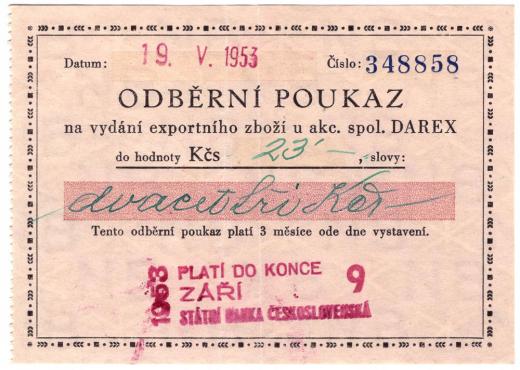 Datum: 19. V. 1953 Číslo: 348858
ODBĚRNÍ POUKAZ
na vydání exportního zboží u akc. spol. DAREX
do hodnoty Kčs 23'–, slovy:
dvacetři Kčs
Tento odběrní poukaz platí 3 měsíce ode dne vystavení.
1953 PLATÍ DO KONCE 9
ZÁŘÍ
STÁTNÍ BANKA ČESKOSLOVENSKÁ